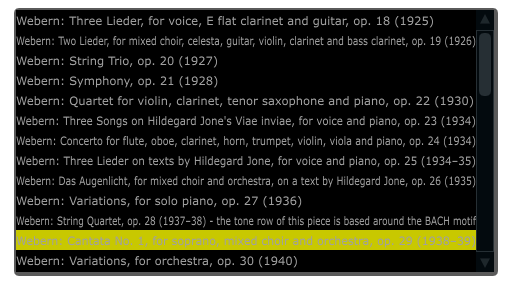 Webern: Three Lieder, for voice, E flat clarinet and guitar, op. 18 (1925)
Webern: Two Lieder, for mixed choir, celesta, guitar, violin, clarinet and bass clarinet, op. 19 (1926)
Webern: String Trio, op. 20 (1927)
Webern: Symphony, op. 21 (1928)
Webern: Quartet for violin, clarinet, tenor saxophone and piano, op. 22 (1930)
Webern: Three Songs on Hildegard Jone's Viae inviae, for voice and piano, op. 23 (1934)
Webern: Concerto for flute, oboe, clarinet, horn, trumpet, violin, viola and piano, op. 24 (1934)
Webern: Three Lieder on texts by Hildegard Jone, for voice and piano, op. 25 (1934–35)
Webern: Das Augenlicht, for mixed choir and orchestra, on a text by Hildegard Jone, op. 26 (1935)
Webern: Variations, for solo piano, op. 27 (1936)
Webern: String Quartet, op. 28 (1937–38) - the tone row of this piece is based around the BACH motif
Webern: Cantata No. 1, for soprano, mixed choir and orchestra, op. 29 (1938–39)
Webern: Variations, for orchestra, op. 30 (1940)